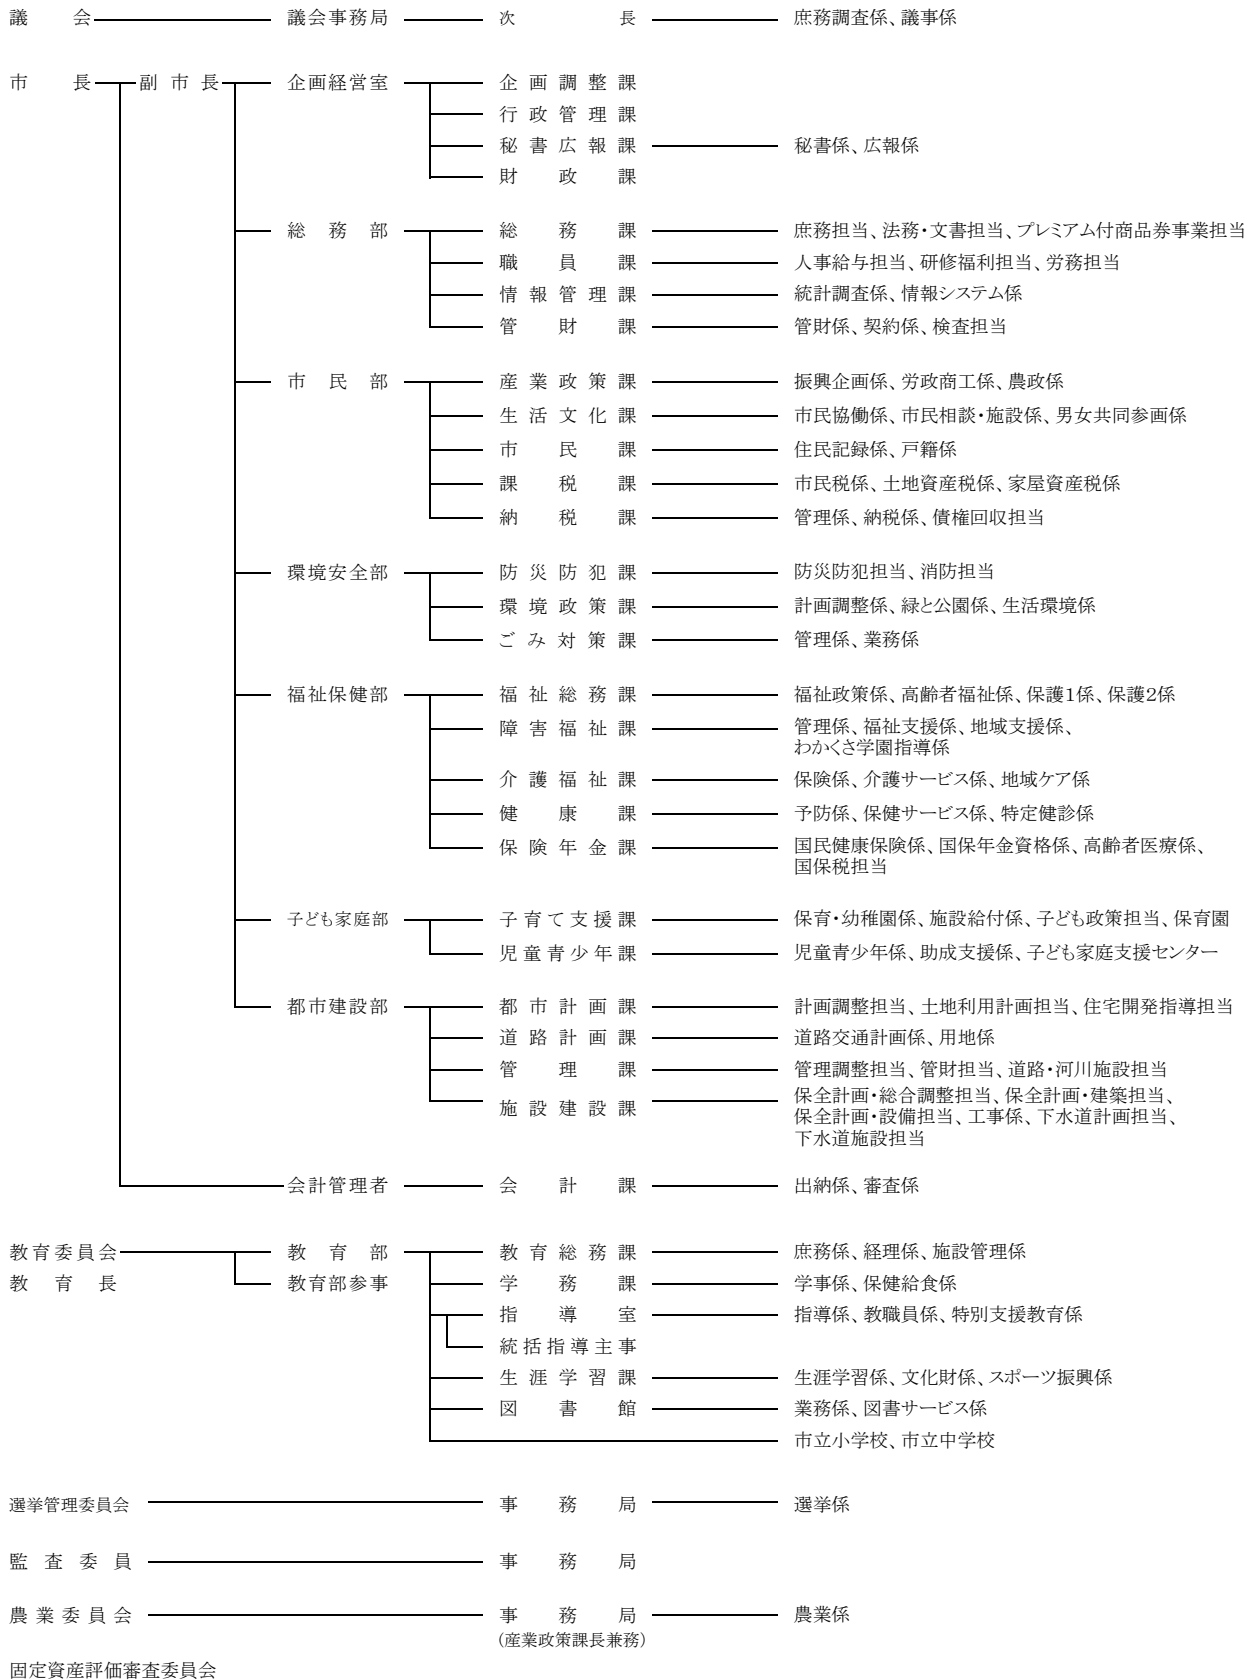 議会 議会事務局 次長 庶務調査係、議事係
市長 副市長 企画経営室 企画調整課
行政管理課
秘書広報課 秘書係、広報係
財政課
総務部 総務課 庶務担当、法務・文書担当、プレミアム付商品券事業担当
職員課 人事給与担当、研修福利担当、労務担当
情報管理課 統計調査係、情報システム係
管財課 管財係、契約係、検査担当
市民部 産業政策課 振興企画係、労政商工係、農政係
生活文化課 市民協働係、市民相談・施設係、男女共同参画係
市民課 住民記録係、戸籍係
課税課 市民税係、土地資産税係、家屋資産税係
納税課 管理係、納税係、債権回収担当
環境安全部 防災防犯課 防災防犯担当、消防担当
環境政策課 計画調整係、緑と公園係、生活環境係
ごみ対策課 管理係、業務係
福祉保健部 福祉総務課 福祉政策係、高齢者福祉係、保護1係、保護2係
障害福祉課 管理係、福祉支援係、地域支援係、
わかくさ学園指導係
介護福祉課 保険係、介護サービス係、地域ケア係
健康課 予防係、保健サービス係、特定健診係
保険年金課 国民健康保険係、国保年金資格係、高齢者医療係、
国保税担当
子ども家庭部 子育て支援課 保育・幼稚園係、施設給付係、子ども政策担当、保育園
児童青少年課 児童青少年係、助成支援係、子ども家庭支援センター
都市建設部 都市計画課 計画調整担当、土地利用計画担当、住宅開発指導担当
道路計画課 道路交通計画係、用地係
管理課 管理調整担当、管財担当、道路・河川施設担当
施設建設課 保全計画・総合調整担当、保全計画・建築担当、
保全計画・設備担当、工事係、下水道計画担当、
下水道施設担当
会計管理者 会計課 出納係、審査係
教育委員会 教育部 教育総務課 庶務係、経理係、施設管理係
教育長 教育部参事 学務課 学事係、保健給食係
指導室 指導係、教職員係、特別支援教育係
統括指導主事
生涯学習課 生涯学習係、文化財係、スポーツ振興係
図書館 業務係、図書サービス係
市立小学校、市立中学校
選挙管理委員会 事務局 選挙係
監査委員 事務局
農業委員会 事務局 農業係
(産業政策課長兼務)
固定資産評価審査委員会